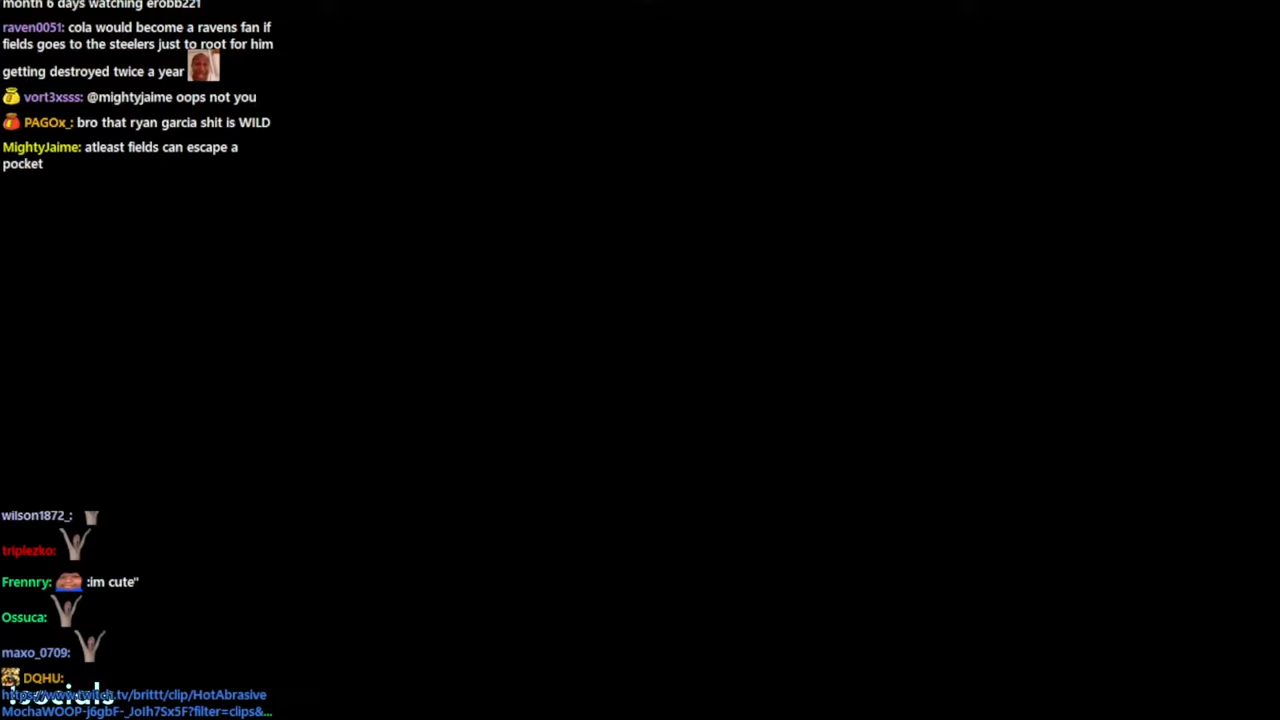 month 6 days watching erobb221
raven0051: cola would become a ravens fan if
fields goes to the steelers just to root for him
getting destroyed twice a year
vort3xsss: @mightyjaime oops not you
PAGOx_: bro that ryan garcia shit is WILD
MightyJaime: atleast fields can escape a
pocket
wilson1872_:
triplezko:
Frennry: :im cute"
Ossuca:
maxo_0709:
DQHU:
https://www.twitch.tv/brittt/clip/HotAbrasive
!socials
MochaWOOP-j6gbF-_JoIh7Sx5F?filter=clips&...